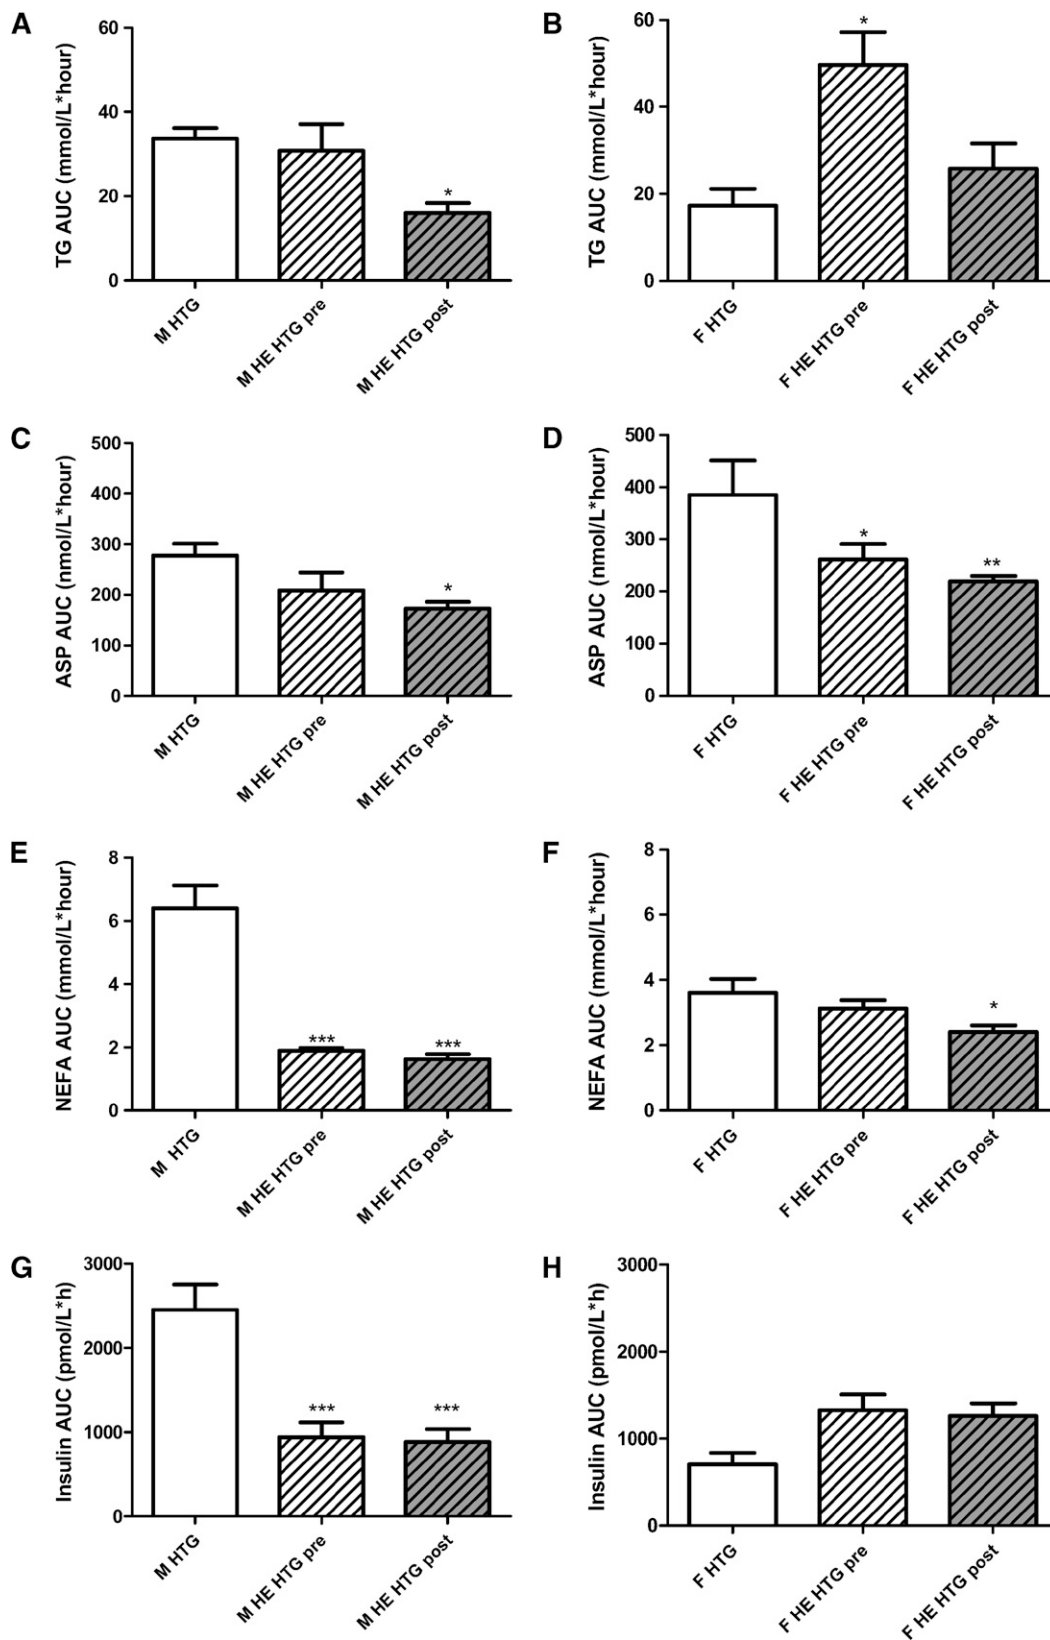 A
TG AUC (mmol/L*hour)
60
40
20
0
*
M HTG
M HE HTG pre
M HE HTG post
B
TG AUC (mmol/L*hour)
60
40
20
0
*
F HTG
F HE HTG pre
F HE HTG post
C
ASP AUC (nmol/L*hour)
500
400
300
200
100
0
*
M HTG
M HE HTG pre
M HE HTG post
D
ASP AUC (nmol/L*hour)
500
400
300
200
100
0
*
**
F HTG
F HE HTG pre
F HE HTG post
E
NEFA AUC (mmol/L*hour)
8
6
4
2
0
***
***
M HTG
M HE HTG pre
M HE HTG post
F
NEFA AUC (mmol/L*hour)
8
6
4
2
0
*
F HTG
F HE HTG pre
F HE HTG post
G
Insulin AUC (pmol/L*h)
3000
2000
1000
0
***
***
M HTG
M HE HTG pre
M HE HTG post
H
Insulin AUC (pmol/L*h)
3000
2000
1000
0
F HTG
F HE HTG pre
F HE HTG post